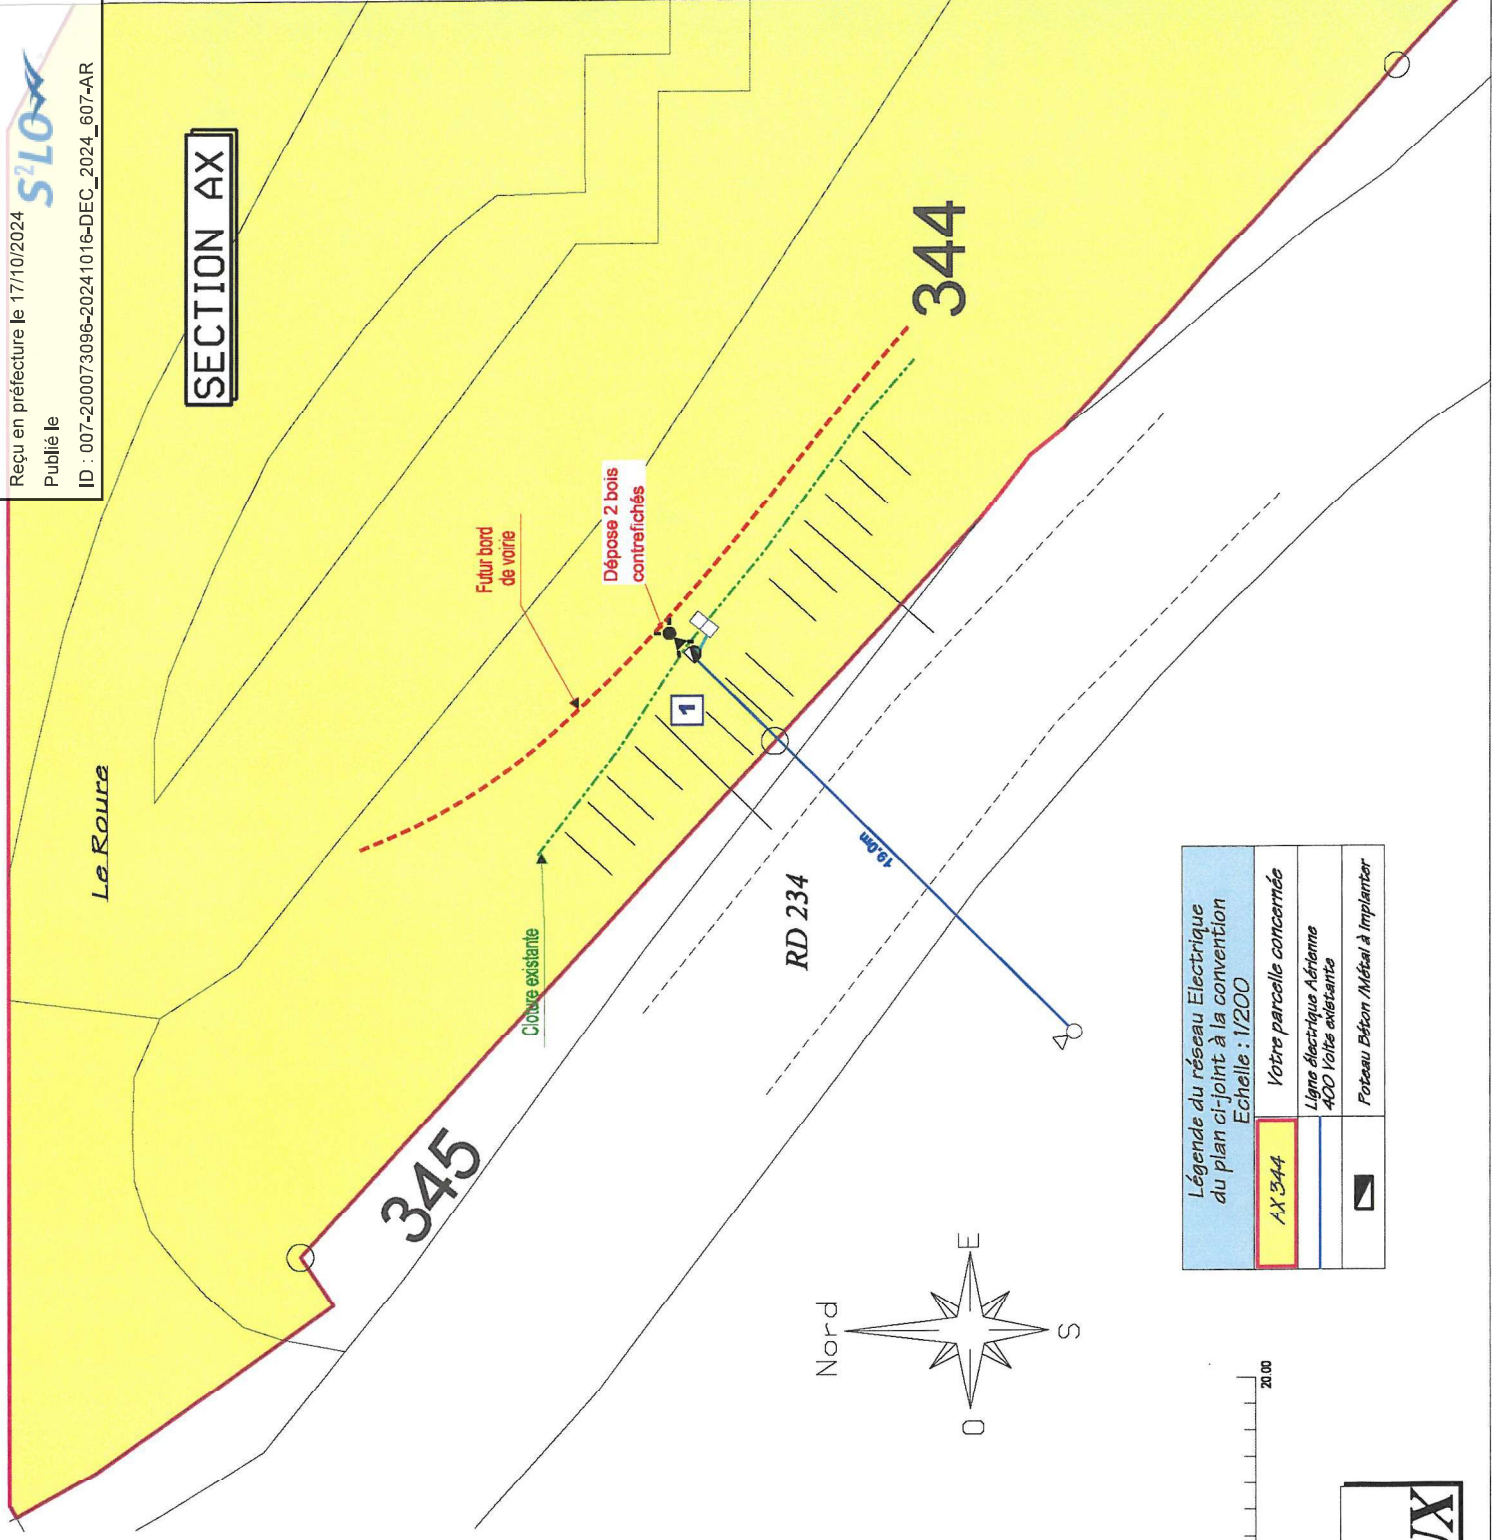 Reçu en préfecture le 17/10/2024
Publié le
S²LOW
ID : 007-200073096-20241016-DEC_2024_607-AR
SECTION AX
Le Roure
344
Futur bord
de voirie
Dépose 2 bois
contrefichés
1
Cloture existante
19.0m
RD 234
345
Nord
E
S
O
Légende du réseau Electrique
du plan ci-joint à la convention
Echelle : 1/200
AX 344
Votre parcelle concernée
Ligne électrique Aérienne
400 Volts existante
Poteau Béton /Métal à Implanter
20.00